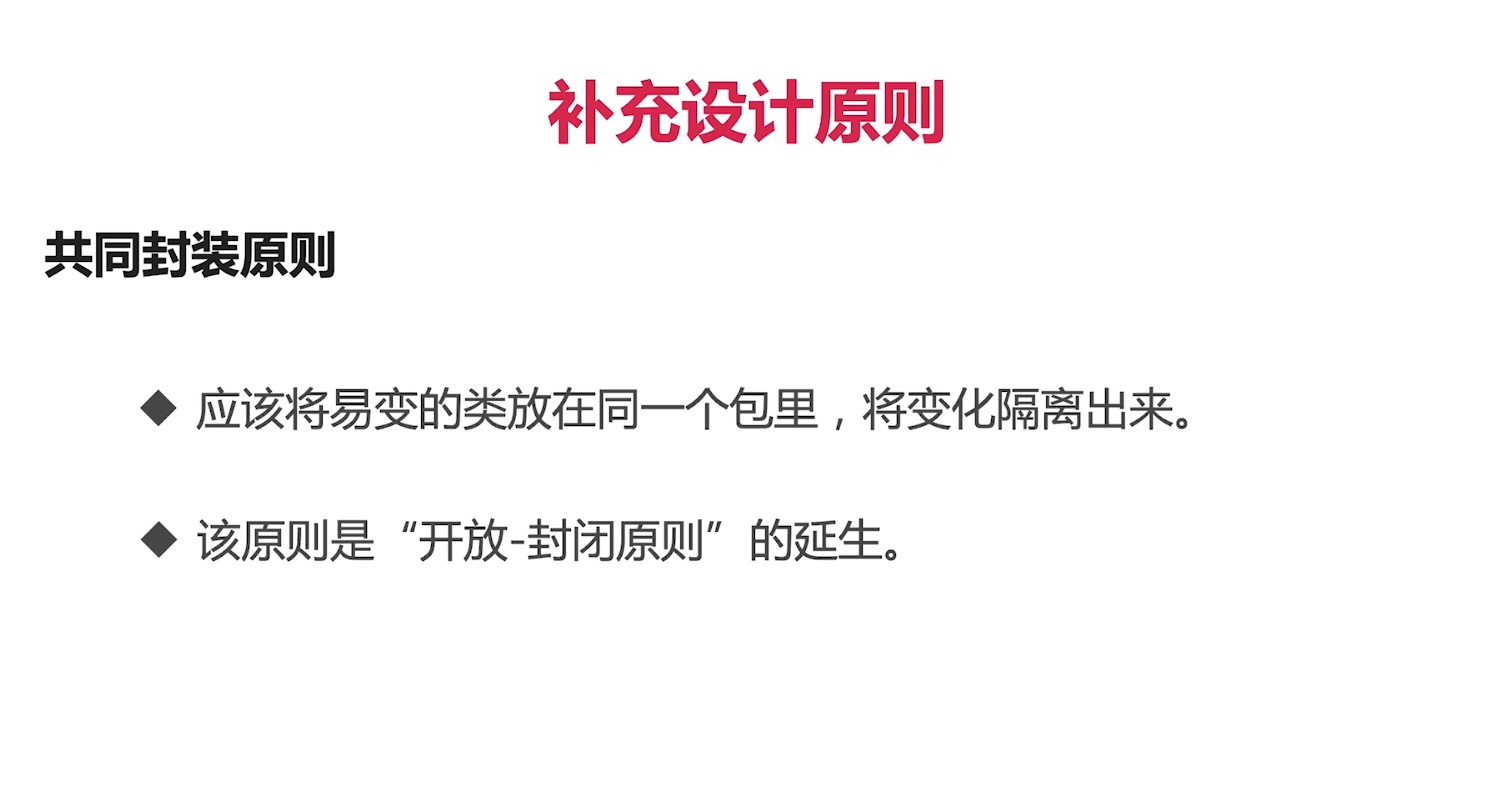 补充设计原则
共同封装原则
◆ 应该将易变的类放在同一个包里，将变化隔离出来。
◆ 该原则是“开放-封闭原则”的延生。